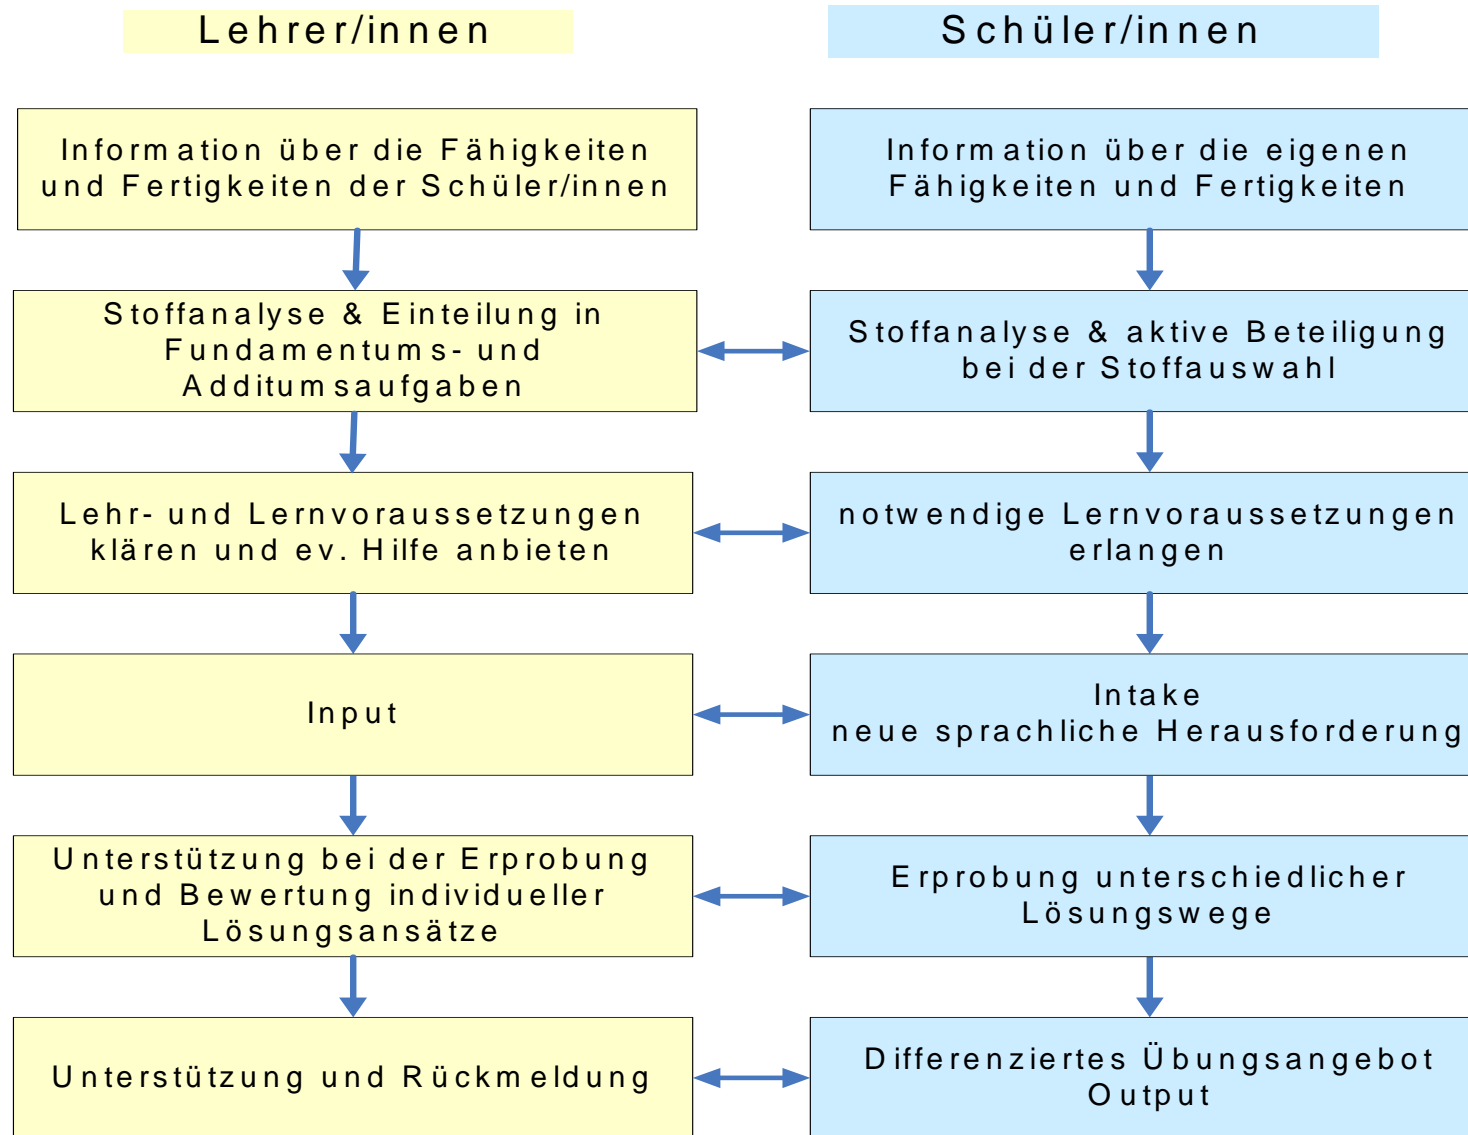 Lehrer/innen
Schüler/innen
Information über die Fähigkeiten
und Fertigkeiten der Schüler/innen
Information über die eigenen
Fähigkeiten und Fertigkeiten
Stoffanalyse & Einteilung in
Fundamentums- und
Additumsaufgaben
Stoffanalyse & aktive Beteiligung
bei der Stoffauswahl
Lehr- und Lernvoraussetzungen
klären und ev. Hilfe anbieten
notwendige Lernvoraussetzungen
erlangen
Input
Intake
neue sprachliche Herausforderung
Unterstützung bei der Erprobung
und Bewertung individueller
Lösungsansätze
Erprobung unterschiedlicher
Lösungswege
Unterstützung und Rückmeldung
Differenziertes Übungsangebot
Output